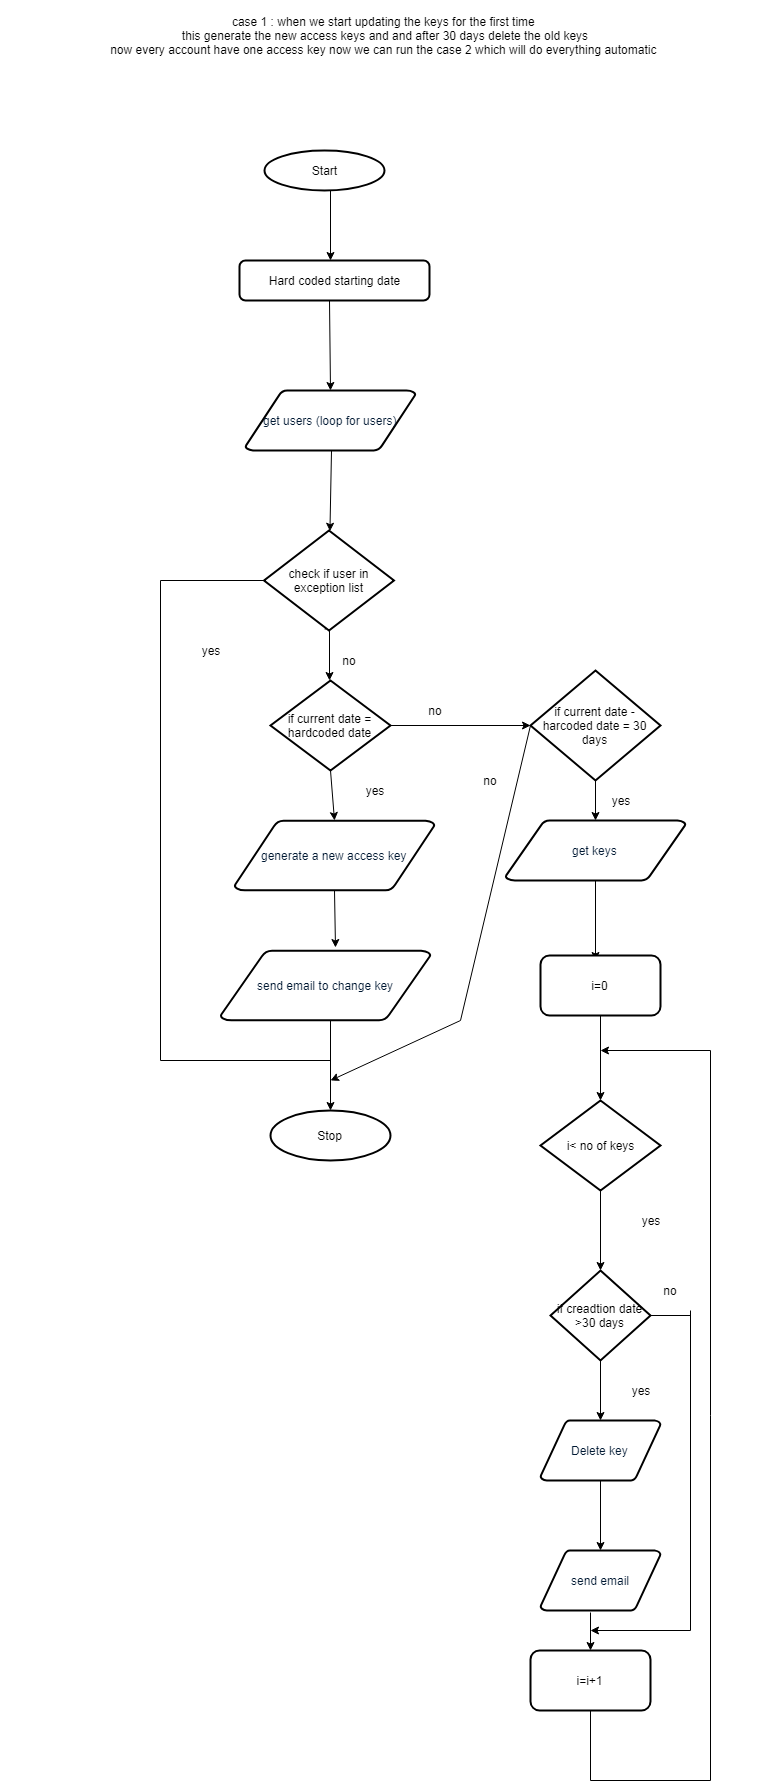 case 1 : when we start updating the keys for the first time
this generate the new access keys and and after 30 days delete the old keys
now every account have one access key now we can run the case 2 which will do everything automatic
Start
Hard coded starting date
get users (loop for users)
check if user in
exception list
yes
no
if current date =
hardcoded date
no
if current date -
harcoded date = 30
days
yes
no
yes
generate a new access key
get keys
send email to change key
i=0
Stop
i< no of keys
yes
no
if creadtion date
>30 days
yes
Delete key
send email
i=i+1